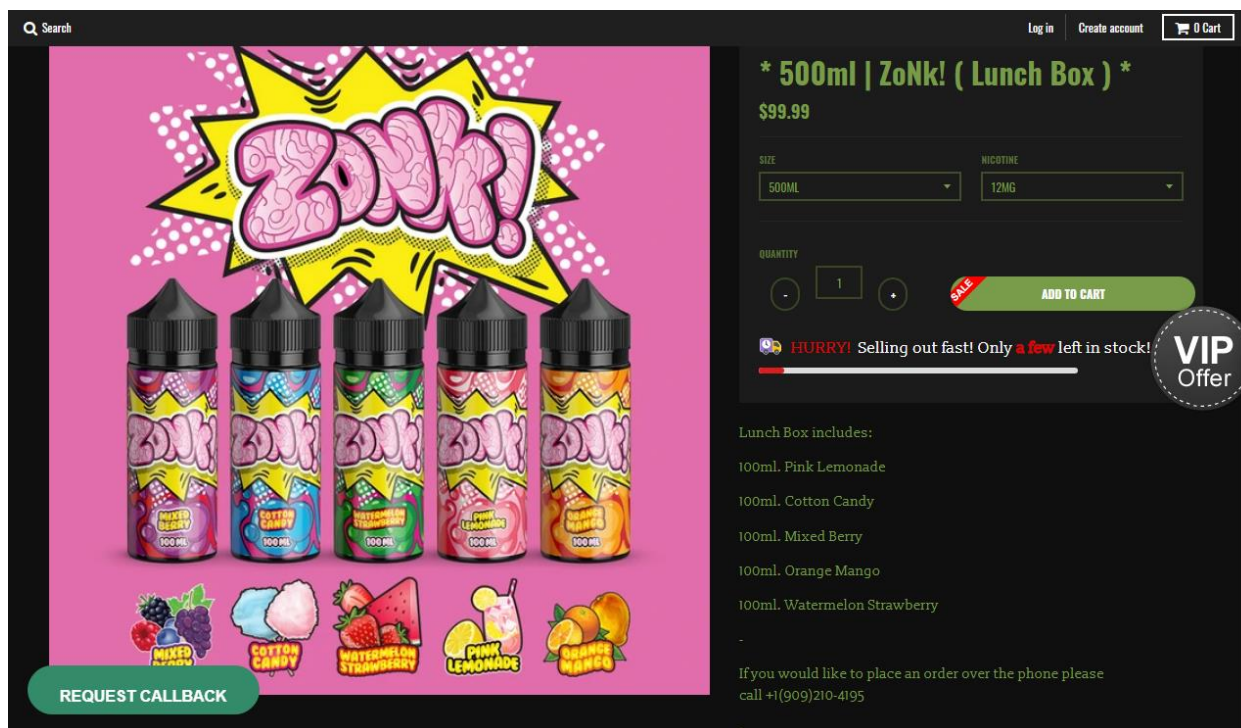 Search
Log in
Create account
0 Cart
ZoNK!
ZoNK!
ZoNK!
ZoNK!
ZoNK!
ZoNK!
MIXED BERRY
COTTON CANDY
WATERMELON STRAWBERRY
PINK LEMONADE
ORANGE MANGO
100 ML
100 ML
100 ML
100 ML
100 ML
MIXED BERRY
COTTON CANDY
WATERMELON STRAWBERRY
PINK LEMONADE
ORANGE MANGO
REQUEST CALLBACK
* 500ml | ZoNk! ( Lunch Box ) *
$99.99
SIZE
NICOTINE
500ML
12MG
QUANTITY
-
1
+
SALE
ADD TO CART
HURRY! Selling out fast! Only a few left in stock!
VIP
Offer
Lunch Box includes:
100ml. Pink Lemonade
100ml. Cotton Candy
100ml. Mixed Berry
100ml. Orange Mango
100ml. Watermelon Strawberry
-
If you would like to place an order over the phone please
call +1(909)210-4195